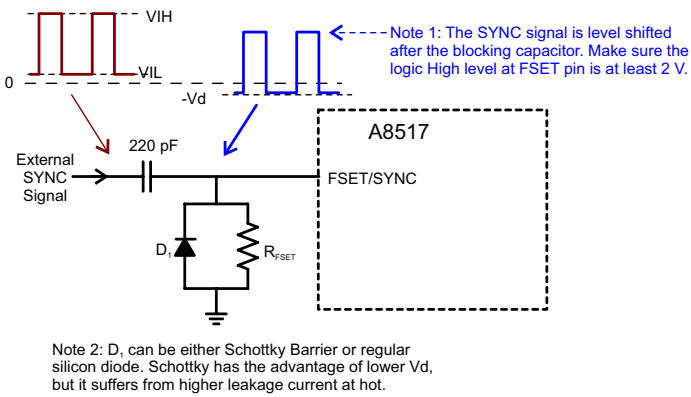 VIH
VIL
0
-Vd
Note 1: The SYNC signal is level shifted
after the blocking capacitor. Make sure the
logic High level at FSET pin is at least 2 V.
A8517
220 pF
External
SYNC
Signal
FSET/SYNC
D₁
R_FSET
Note 2: D₁ can be either Schottky Barrier or regular
silicon diode. Schottky has the advantage of lower Vd,
but it suffers from higher leakage current at hot.